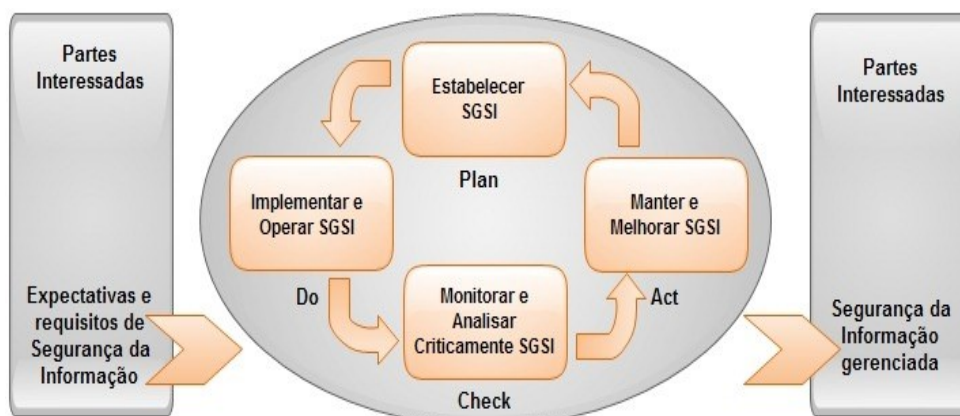 Partes
Interessadas
Expectativas e
requisitos de
Segurança da
Informação
Estabelecer
SGSI
Plan
Implementar e
Operar SGSI
Do
Monitorar e
Analisar
Criticamente SGSI
Check
Manter e
Melhorar SGSI
Act
Partes
Interessadas
Segurança da
Informação
gerenciada